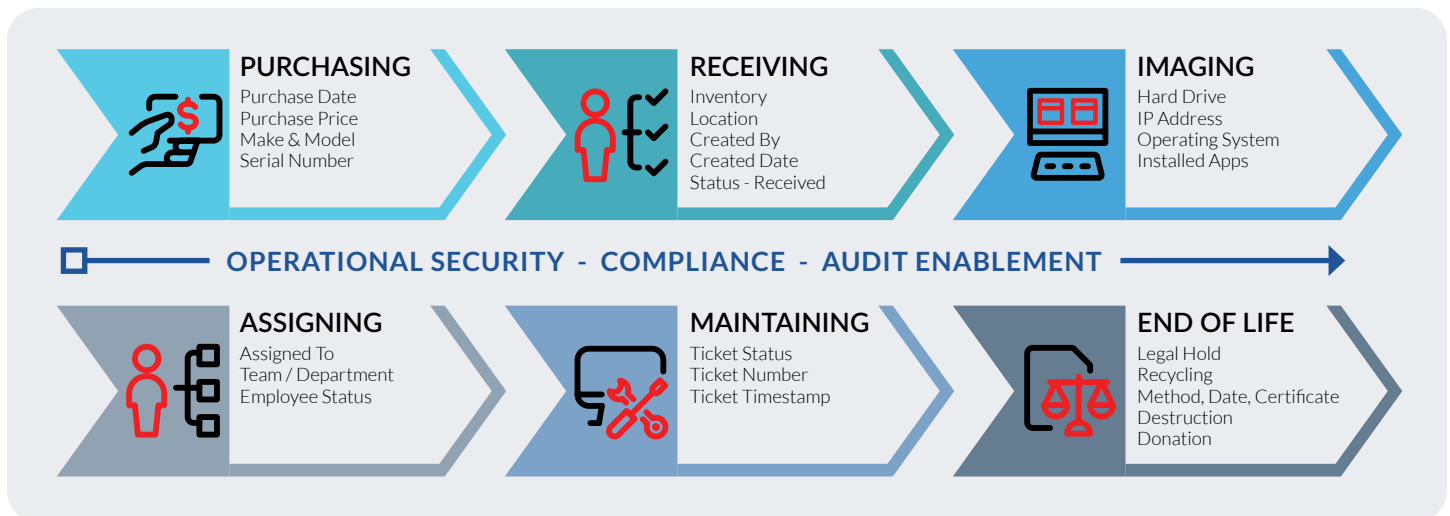 PURCHASING
Purchase Date
Purchase Price
Make & Model
Serial Number
RECEIVING
Inventory
Location
Created By
Created Date
Status - Received
IMAGING
Hard Drive
IP Address
Operating System
Installed Apps
OPERATIONAL SECURITY - COMPLIANCE - AUDIT ENABLEMENT
ASSIGNING
Assigned To
Team / Department
Employee Status
MAINTAINING
Ticket Status
Ticket Number
Ticket Timestamp
END OF LIFE
Legal Hold
Recycling
Method, Date, Certificate
Destruction
Donation